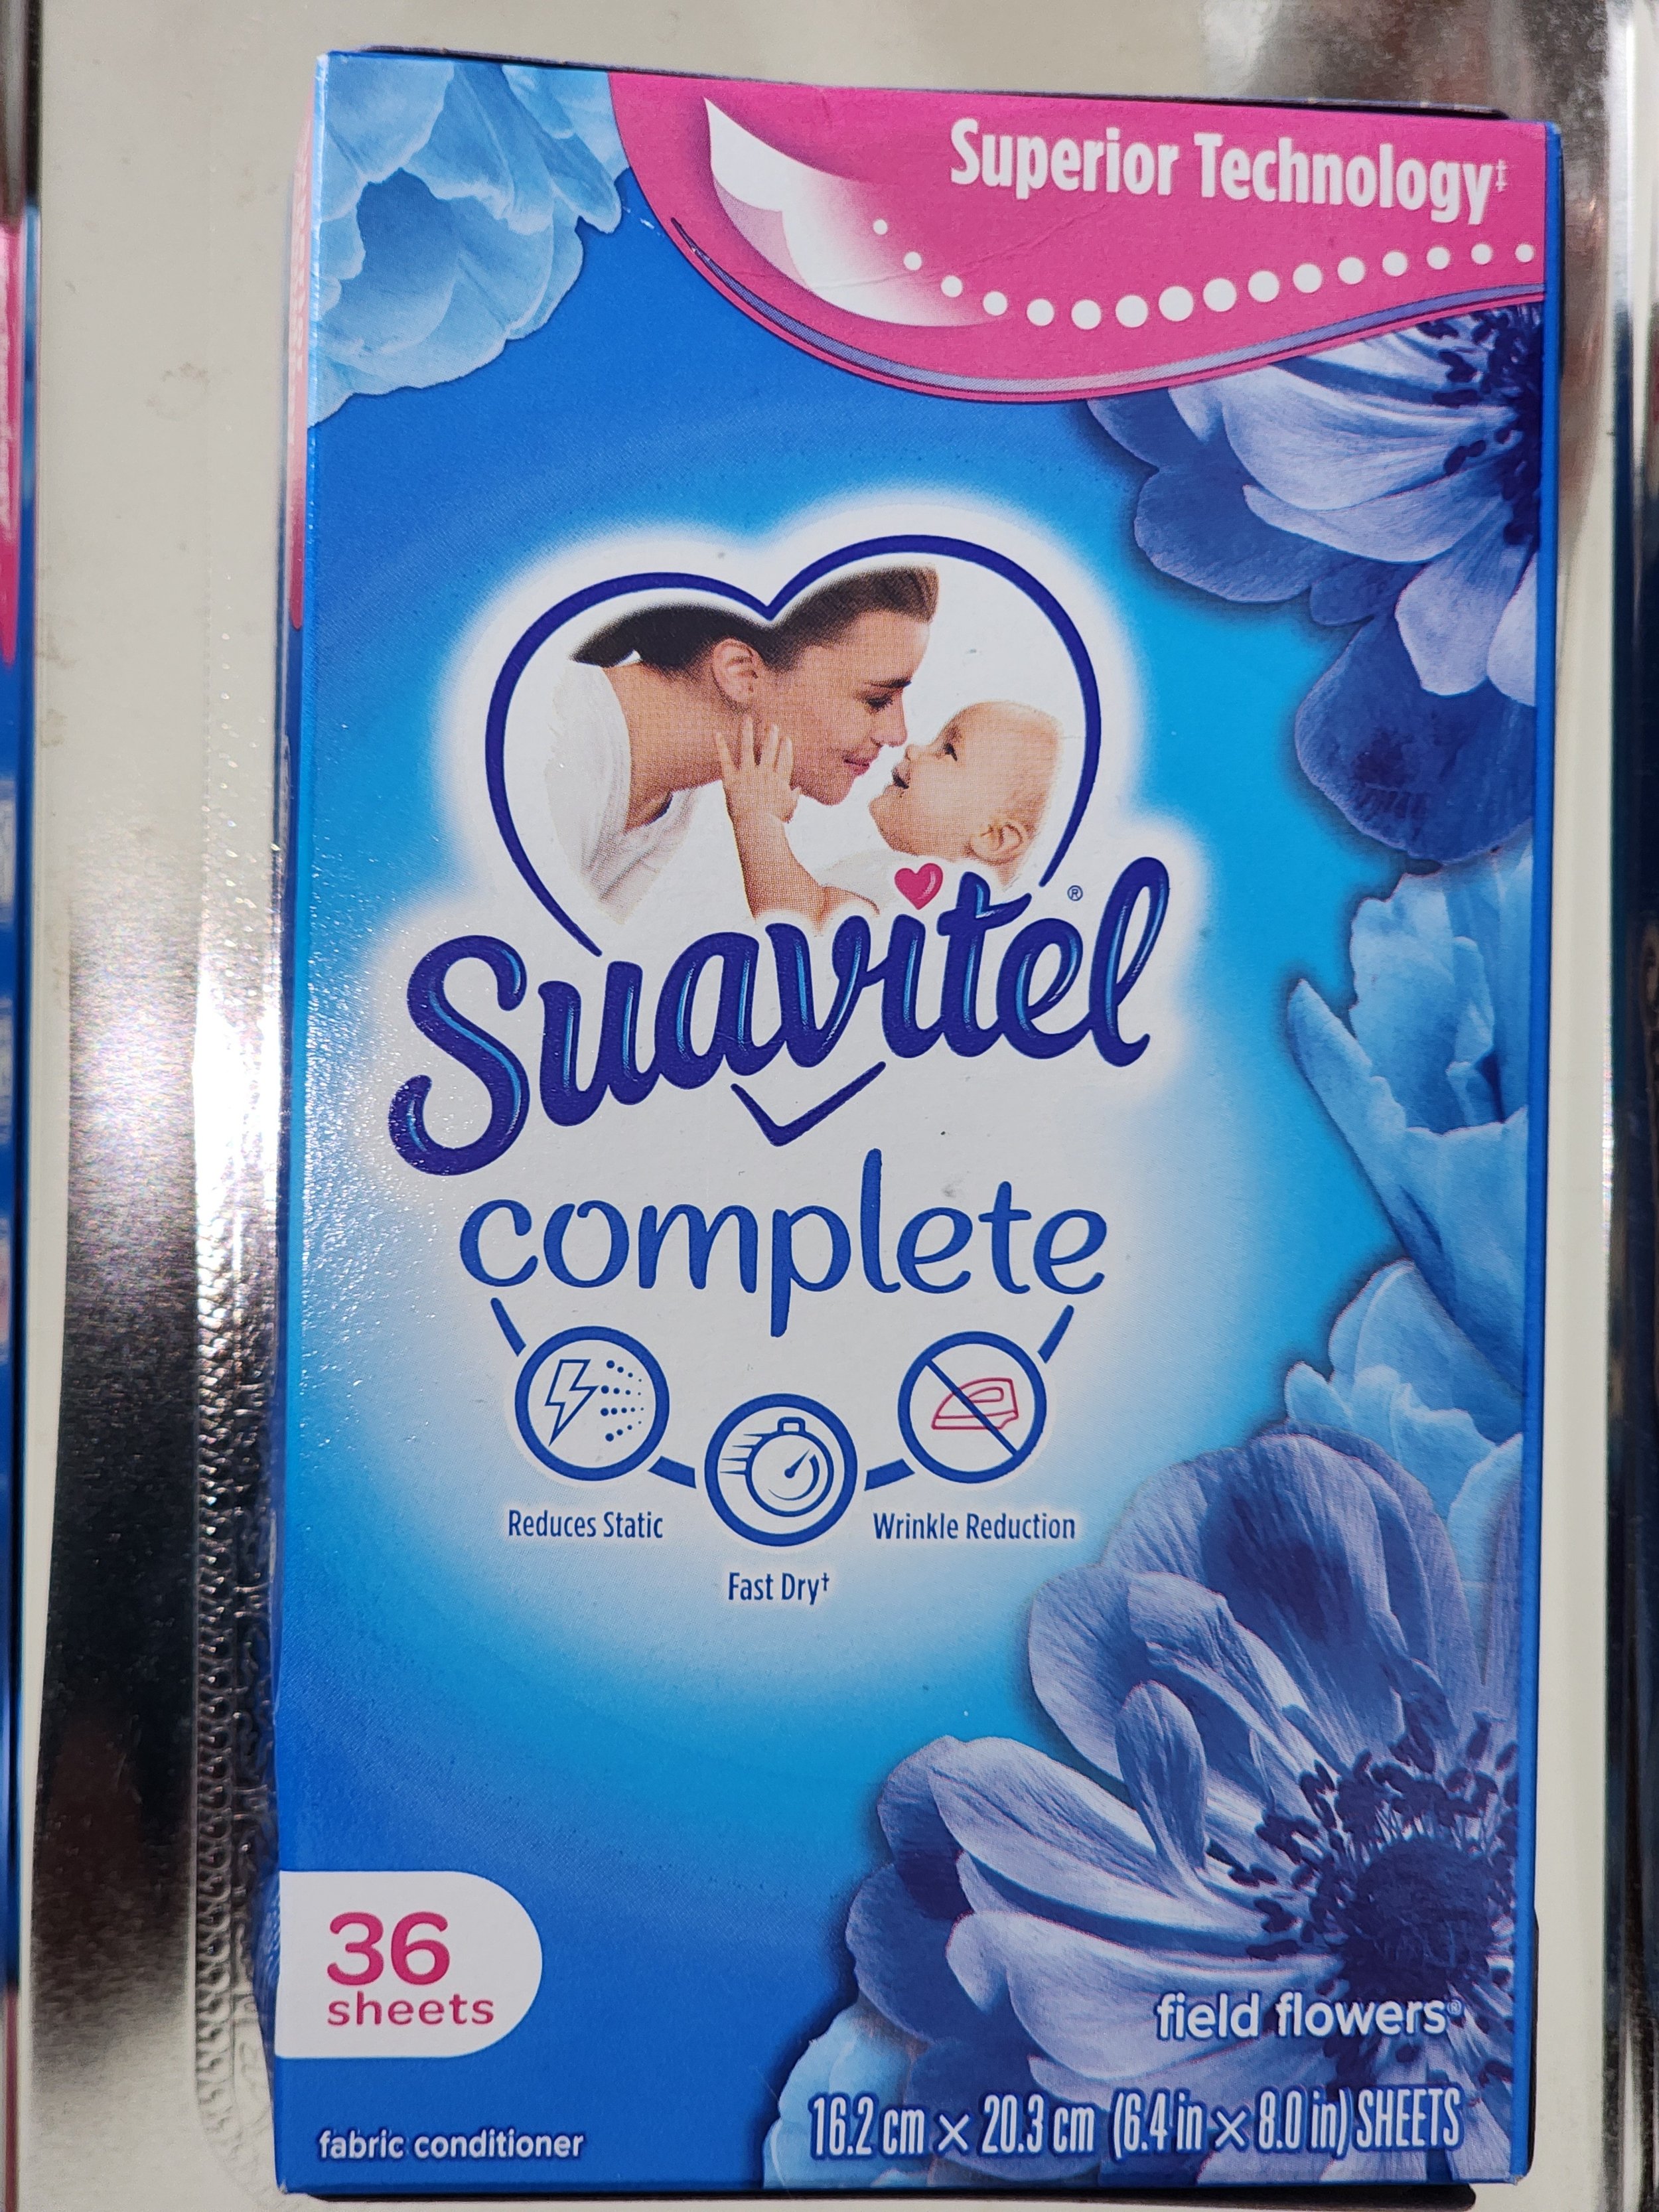 Superior Technology‡
Suavitel®
complete
Reduces Static
Fast Dry†
Wrinkle Reduction
36
sheets
field flowers®
fabric conditioner
16.2 cm × 20.3 cm (6.4 in × 8.0 in) SHEETS